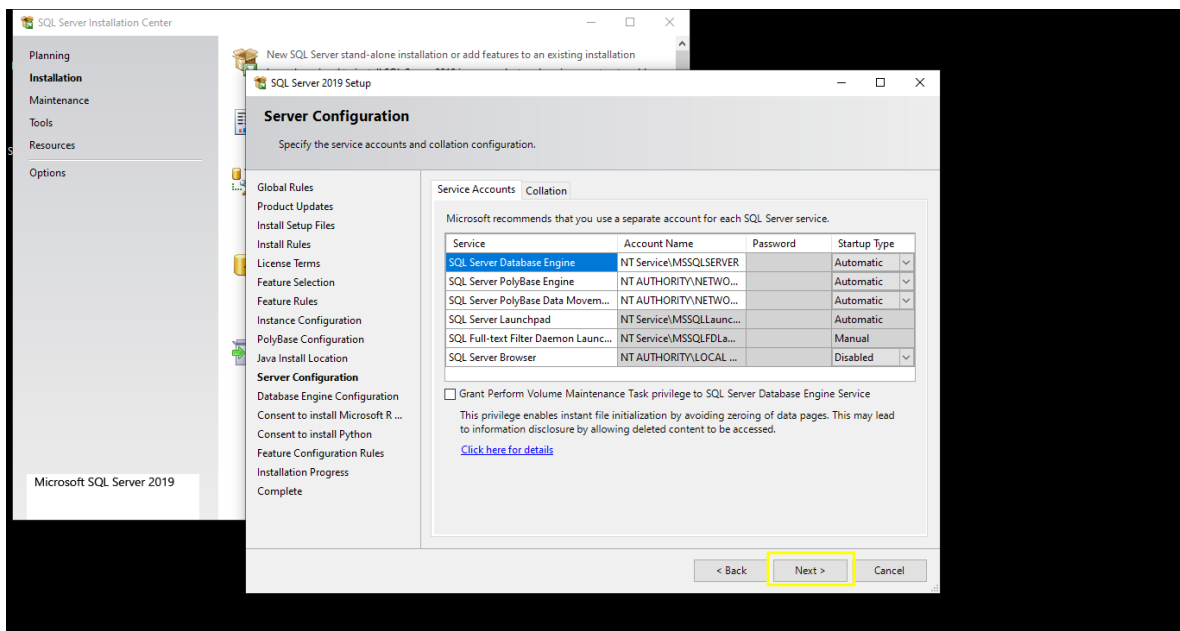 SQL Server Installation Center
Planning
Installation
Maintenance
Tools
Resources
Options
Microsoft SQL Server 2019
New SQL Server stand-alone installation or add features to an existing installation
SQL Server 2019 Setup
Server Configuration
Specify the service accounts and collation configuration.
Global Rules
Product Updates
Install Setup Files
Install Rules
License Terms
Feature Selection
Feature Rules
Instance Configuration
PolyBase Configuration
Java Install Location
Server Configuration
Database Engine Configuration
Consent to install Microsoft R ...
Consent to install Python
Feature Configuration Rules
Installation Progress
Complete
Service Accounts Collation
Microsoft recommends that you use a separate account for each SQL Server service.
Service Account Name Password Startup Type
SQL Server Database Engine NT Service\MSSQLSERVER Automatic
SQL Server PolyBase Engine NT AUTHORITY\NETWO... Automatic
SQL Server PolyBase Data Movem... NT AUTHORITY\NETWO... Automatic
SQL Server Launchpad NT Service\MSSQLLaunc... Automatic
SQL Full-text Filter Daemon Launc... NT Service\MSSQLFDLa... Manual
SQL Server Browser NT AUTHORITY\LOCAL ... Disabled
Grant Perform Volume Maintenance Task privilege to SQL Server Database Engine Service
This privilege enables instant file initialization by avoiding zeroing of data pages. This may lead
to information disclosure by allowing deleted content to be accessed.
Click here for details
< Back Next > Cancel